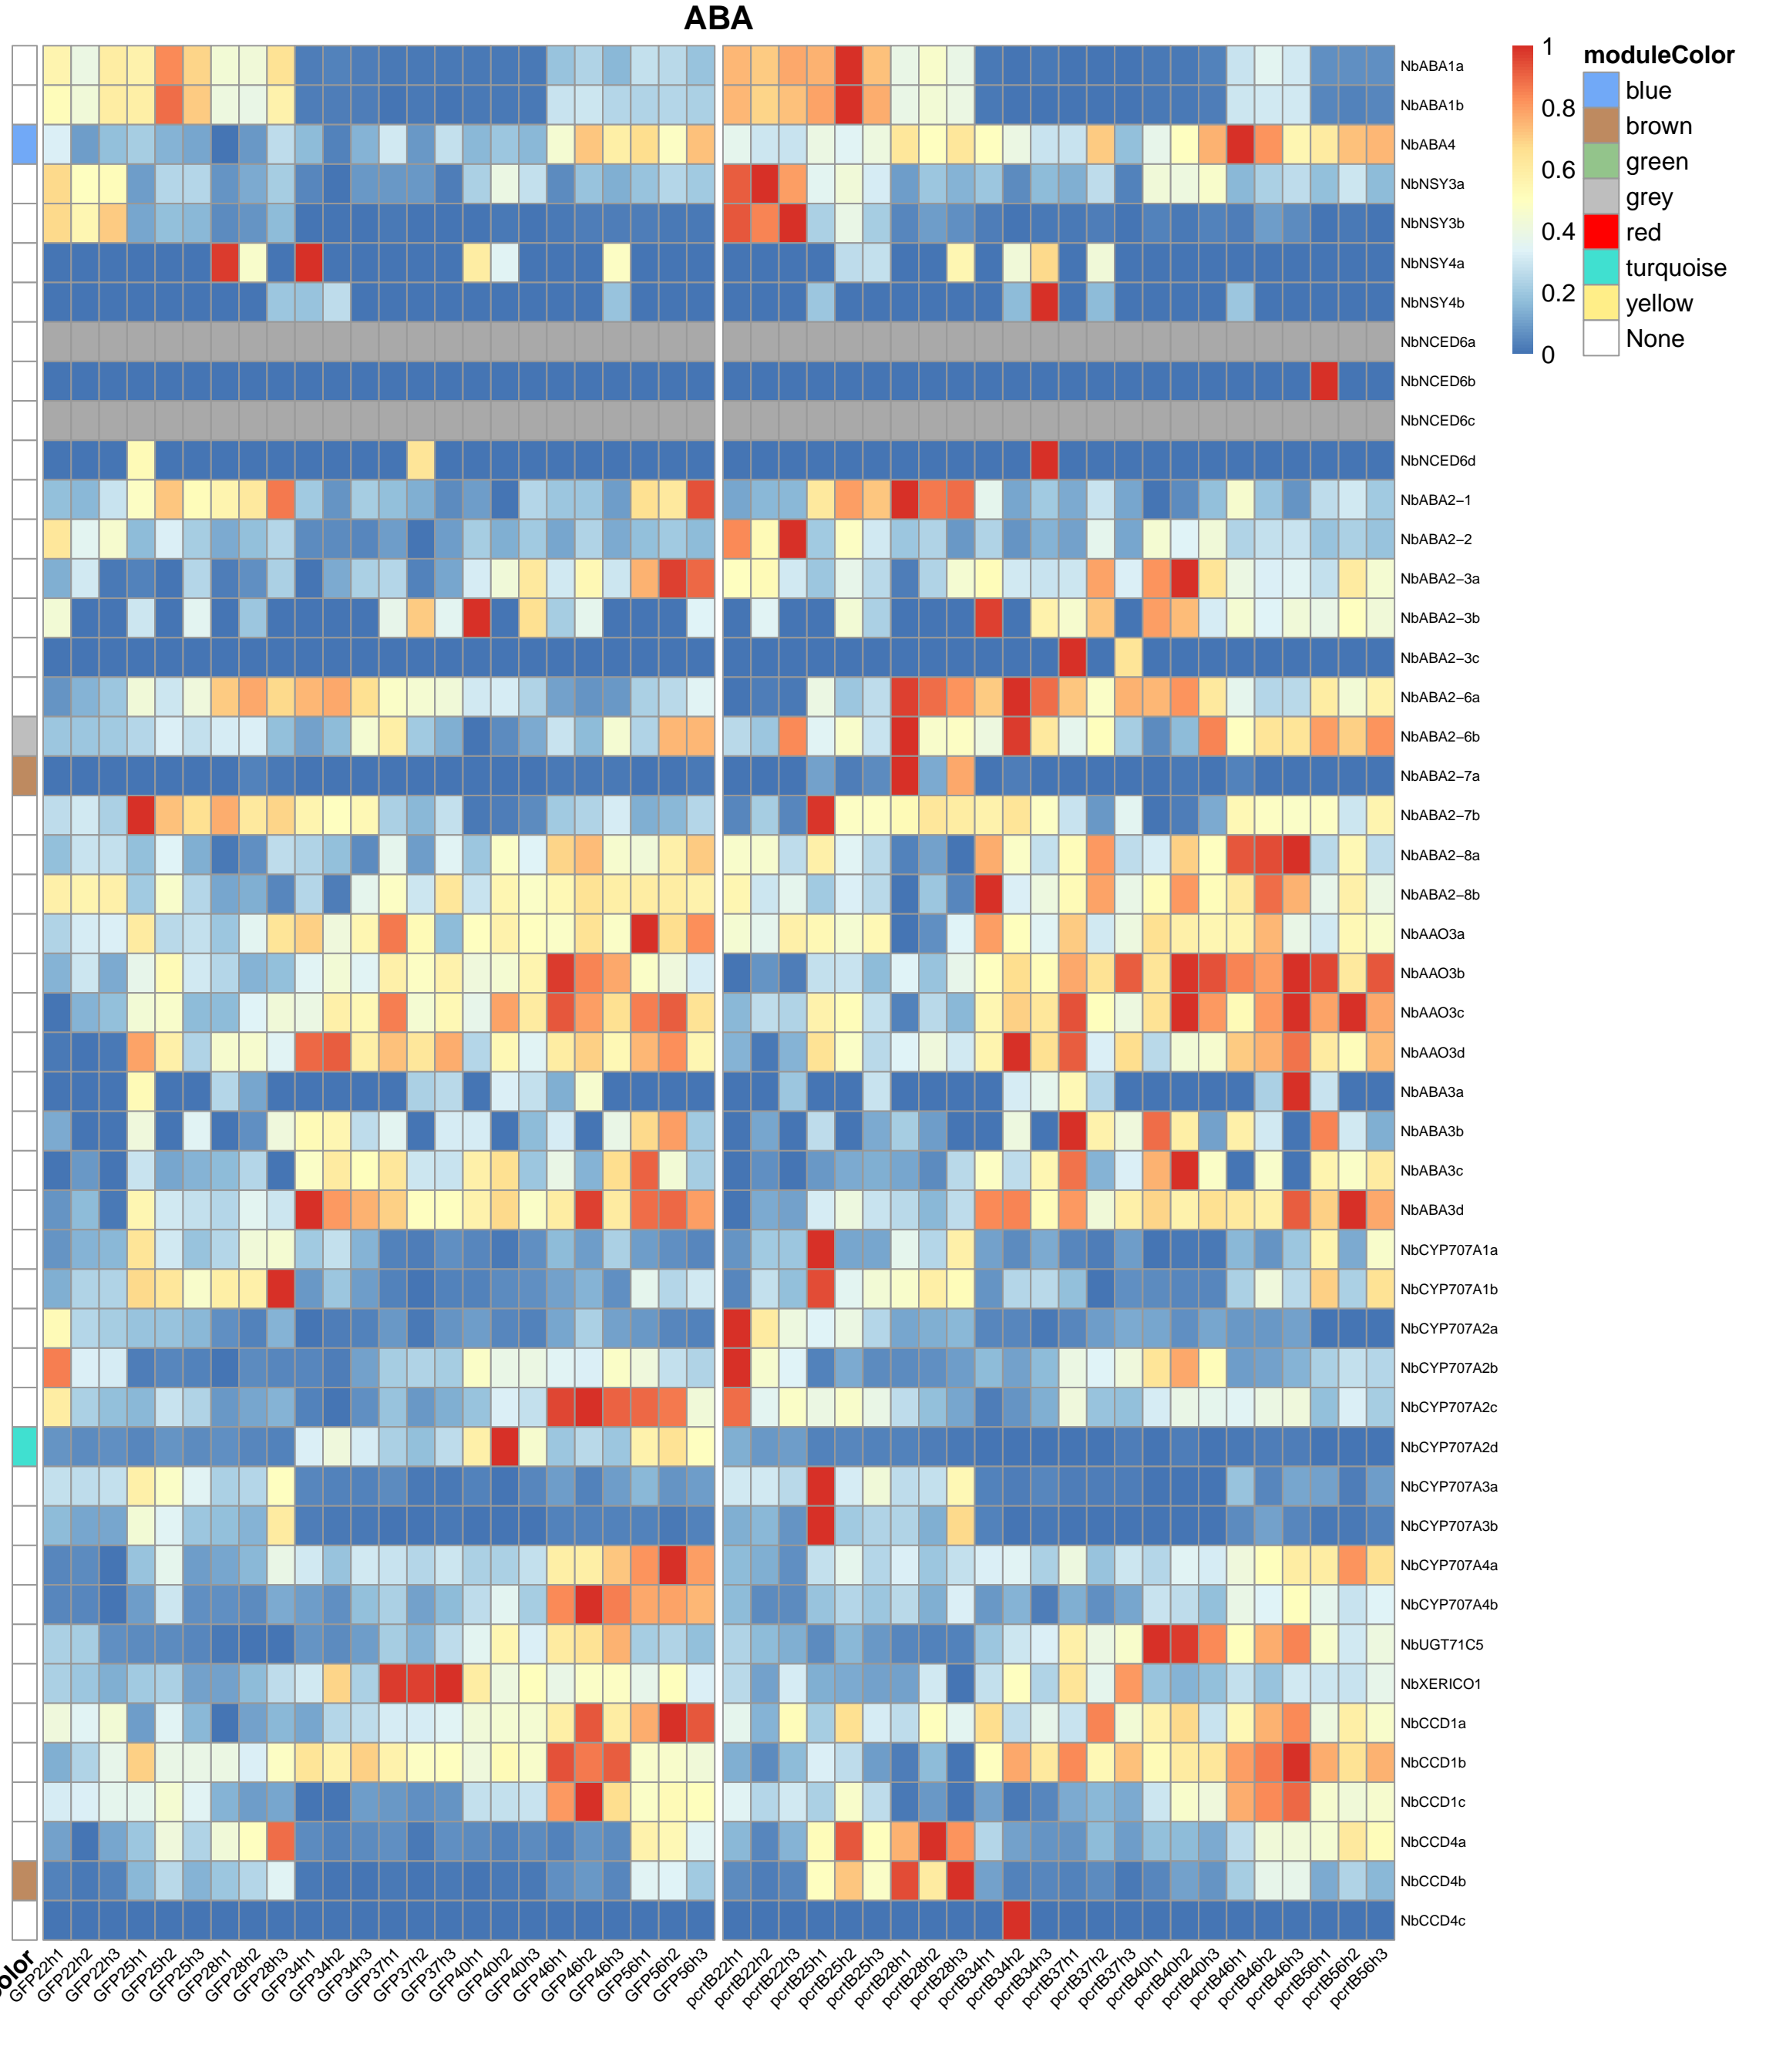 ABA
NbABA1a
NbABA1b
NbABA4
NbNSY3a
NbNSY3b
NbNSY4a
NbNSY4b
NbNCED6a
NbNCED6b
NbNCED6c
NbNCED6d
NbABA2−1
NbABA2−2
NbABA2−3a
NbABA2−3b
NbABA2−3c
NbABA2−6a
NbABA2−6b
NbABA2−7a
NbABA2−7b
NbABA2−8a
NbABA2−8b
NbAAO3a
NbAAO3b
NbAAO3c
NbAAO3d
NbABA3a
NbABA3b
NbABA3c
NbABA3d
NbCYP707A1a
NbCYP707A1b
NbCYP707A2a
NbCYP707A2b
NbCYP707A2c
NbCYP707A2d
NbCYP707A3a
NbCYP707A3b
NbCYP707A4a
NbCYP707A4b
NbUGT71C5
NbXERICO1
NbCCD1a
NbCCD1b
NbCCD1c
NbCCD4a
NbCCD4b
NbCCD4c
1
0.8
0.6
0.4
0.2
0
moduleColor
blue
brown
green
grey
red
turquoise
yellow
None
GFP22h1
GFP22h2
GFP22h3
GFP25h1
GFP25h2
GFP25h3
GFP28h1
GFP28h2
GFP28h3
GFP34h1
GFP34h2
GFP34h3
GFP37h1
GFP37h2
GFP37h3
GFP40h1
GFP40h2
GFP40h3
GFP46h1
GFP46h2
GFP46h3
GFP56h1
GFP56h2
GFP56h3
pcrtB22h1
pcrtB22h2
pcrtB22h3
pcrtB25h1
pcrtB25h2
pcrtB25h3
pcrtB28h1
pcrtB28h2
pcrtB28h3
pcrtB34h1
pcrtB34h2
pcrtB34h3
pcrtB37h1
pcrtB37h2
pcrtB37h3
pcrtB40h1
pcrtB40h2
pcrtB40h3
pcrtB46h1
pcrtB46h2
pcrtB46h3
pcrtB56h1
pcrtB56h2
pcrtB56h3